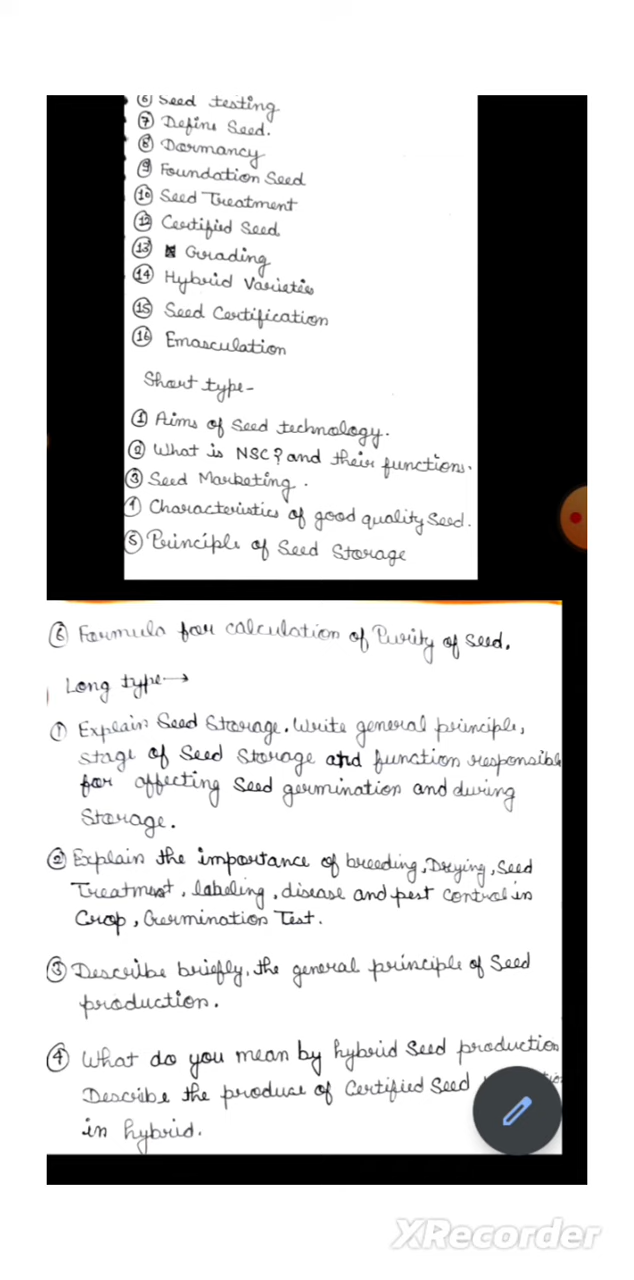 ⑥ Seed testing
⑦ Define Seed.
⑧ Dormancy
⑨ Foundation Seed
⑩ Seed Treatment
⑫ Certified Seed
⑬ Grading
⑭ Hybrid Varieties
⑮ Seed Certification
⑯ Emasculation
Short type-
① Aims of Seed technology.
② What is NSC? and their functions.
③ Seed Marketing.
④ Characteristics of good quality Seed.
⑤ Principle of Seed Storage
⑥ Formula for calculation of Purity of Seed.
Long type→
① Explain Seed Storage. Write general principle,
stage of Seed Storage and function responsible
for affecting Seed germination and during
Storage.
② Explain the importance of breeding, Drying, Seed
Treatment, labeling, disease and pest control in
Crop, Germination Test.
③ Describe briefly, the general principle of Seed
production.
④ What do you mean by hybrid Seed production
Describe the produce of Certified Seed
in hybrid.
XRecorder